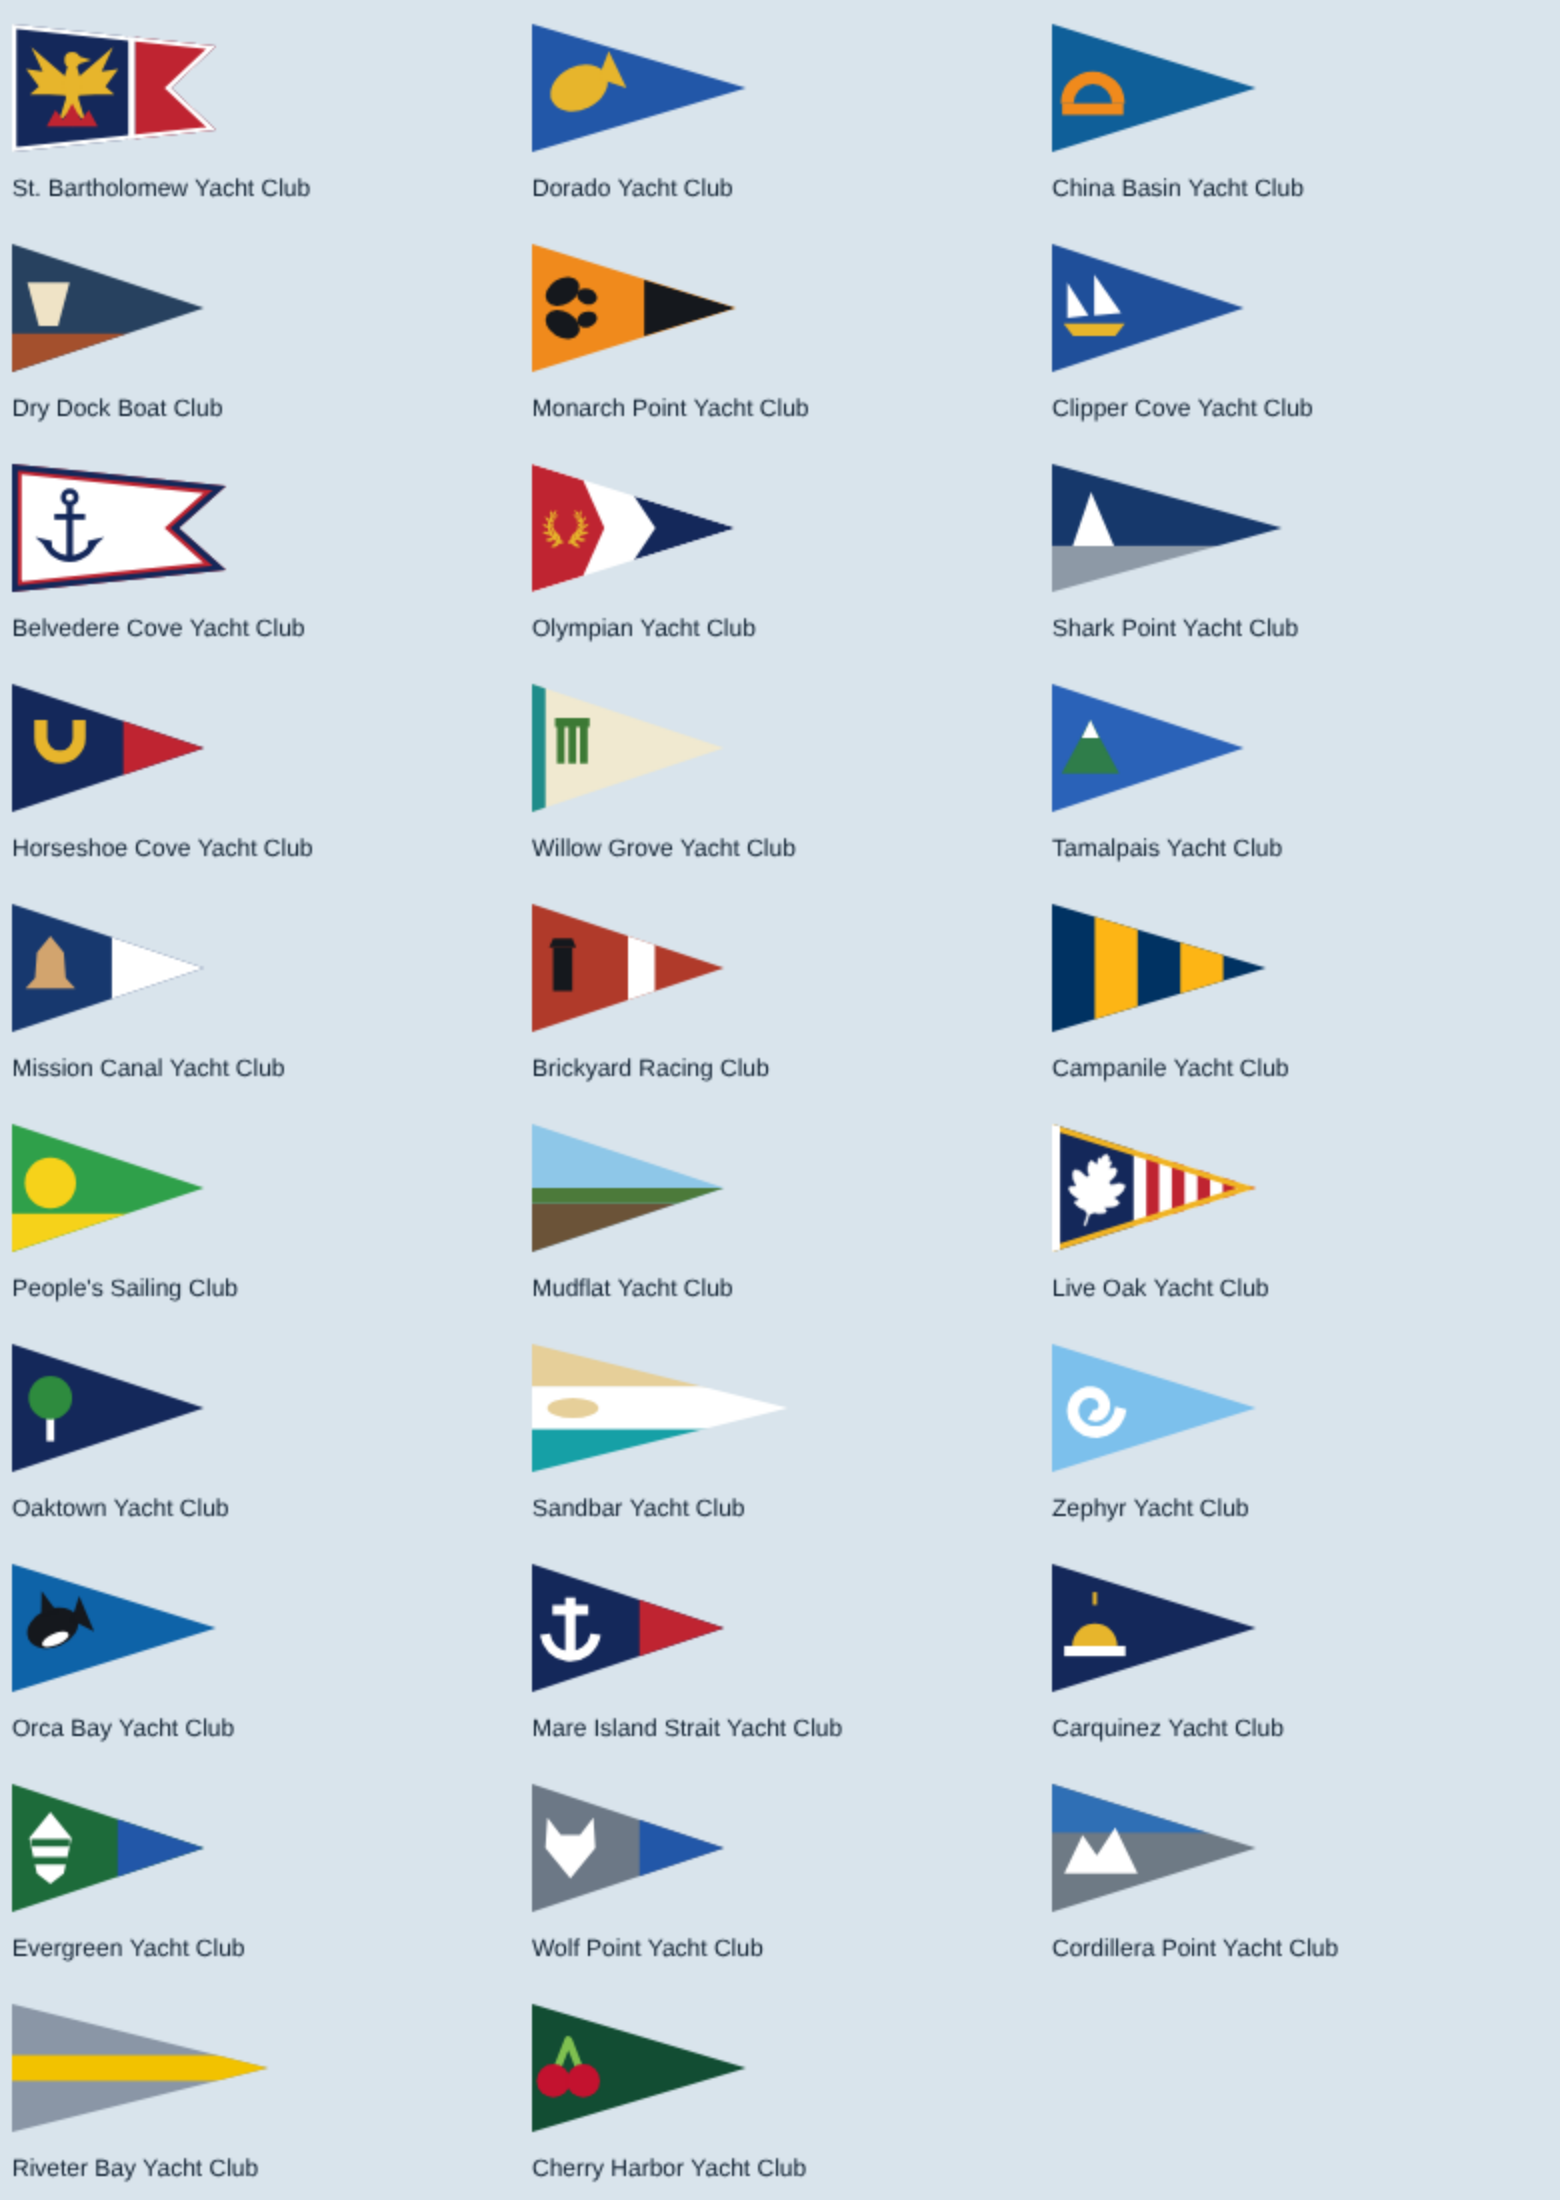 St. Bartholomew Yacht Club
Dorado Yacht Club
China Basin Yacht Club
Dry Dock Boat Club
Monarch Point Yacht Club
Clipper Cove Yacht Club
Belvedere Cove Yacht Club
Olympian Yacht Club
Shark Point Yacht Club
Horseshoe Cove Yacht Club
Willow Grove Yacht Club
Tamalpais Yacht Club
Mission Canal Yacht Club
Brickyard Racing Club
Campanile Yacht Club
People's Sailing Club
Mudflat Yacht Club
Live Oak Yacht Club
Oaktown Yacht Club
Sandbar Yacht Club
Zephyr Yacht Club
Orca Bay Yacht Club
Mare Island Strait Yacht Club
Carquinez Yacht Club
Evergreen Yacht Club
Wolf Point Yacht Club
Cordillera Point Yacht Club
Riveter Bay Yacht Club
Cherry Harbor Yacht Club